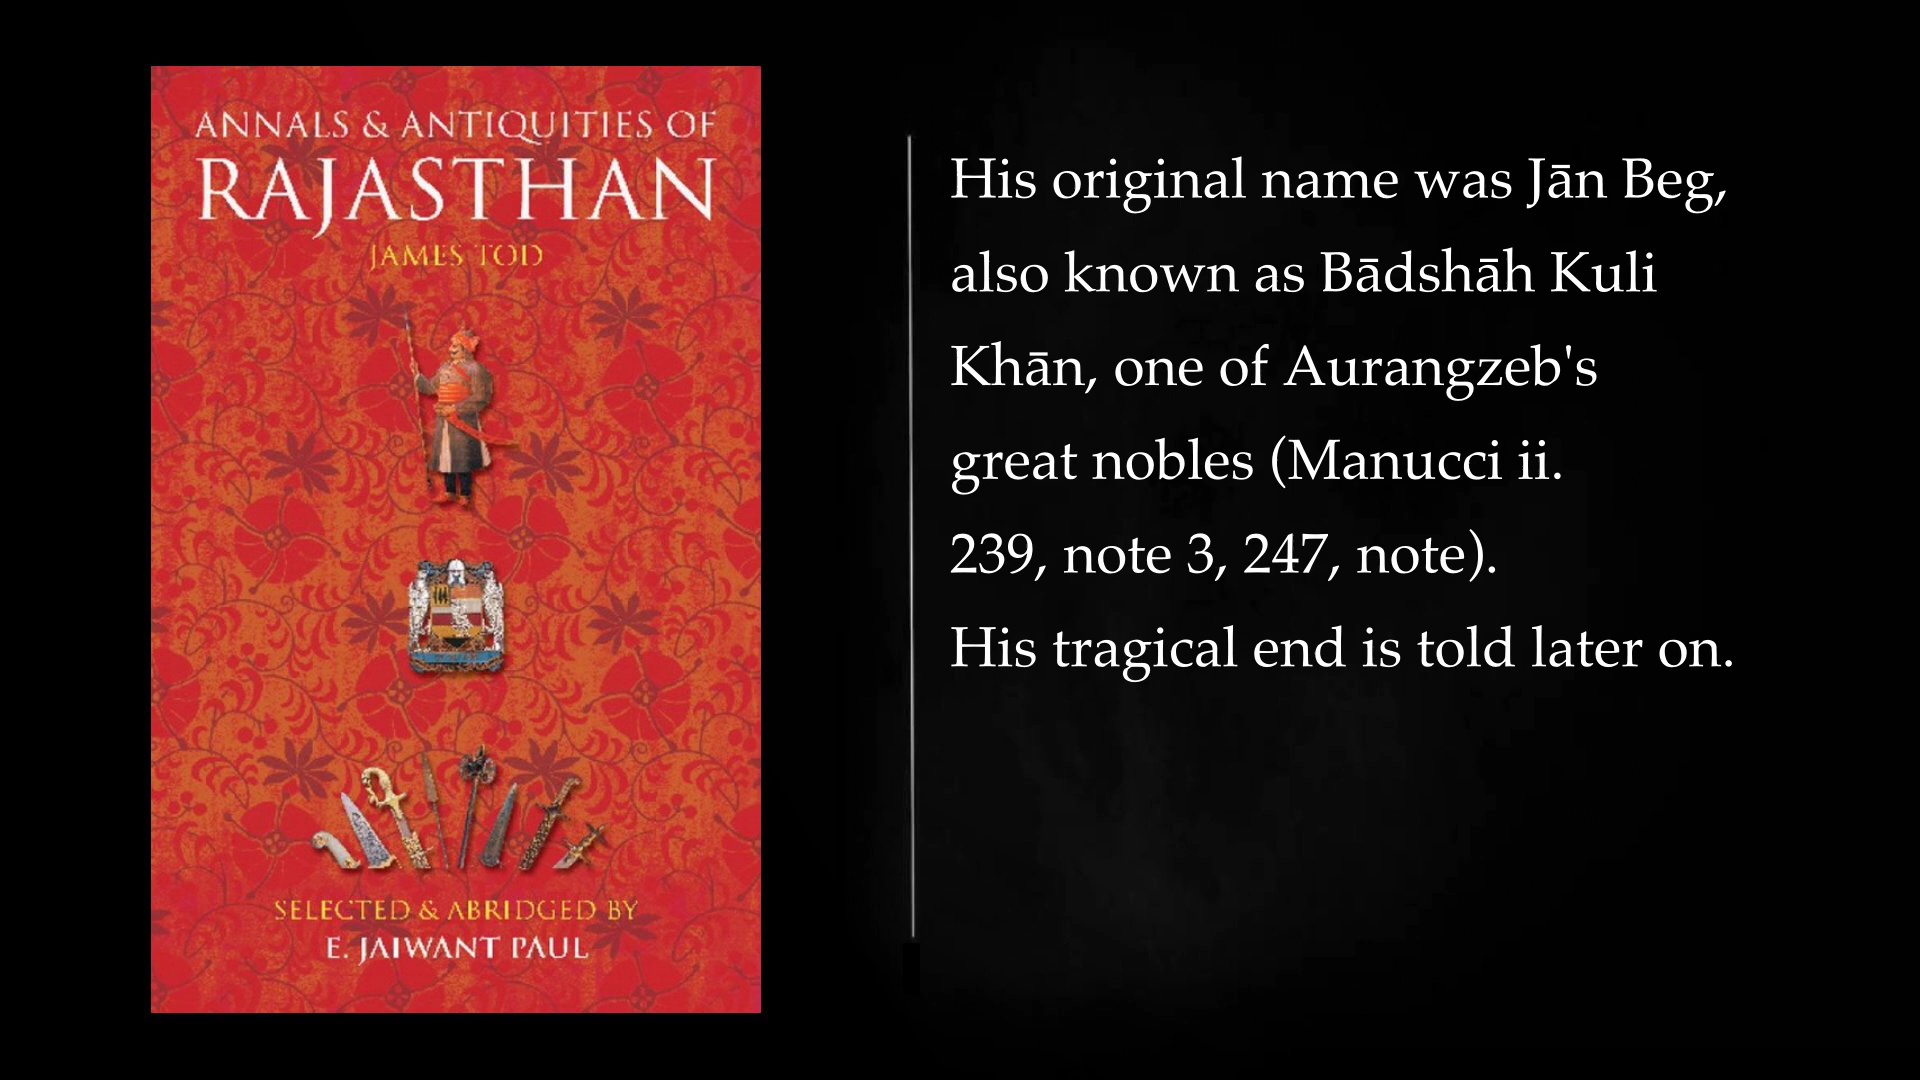 ANNALS & ANTIQUITIES OF
RAJASTHAN
JAMES TOD
SELECTED & ABRIDGED BY
E. JAIWANT PAUL
His original name was Jān Beg,
also known as Bādshāh Kuli
Khān, one of Aurangzeb's
great nobles (Manucci ii.
239, note 3, 247, note).
His tragical end is told later on.